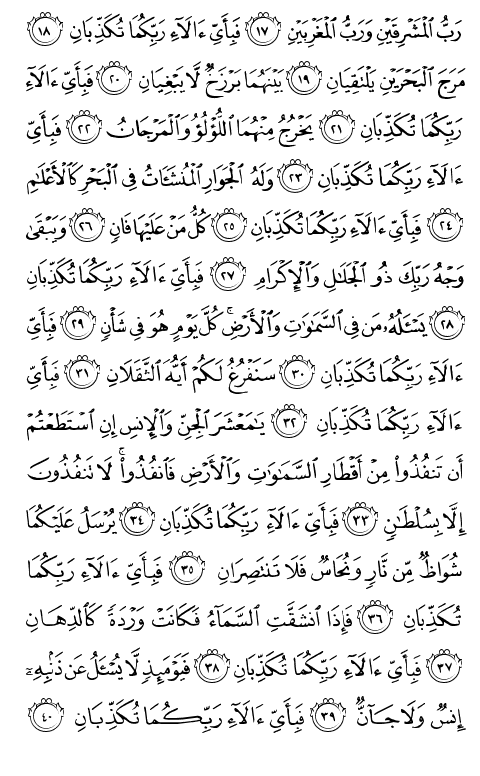 رَبُّ ٱلْمَشْرِقَيْنِ وَرَبُّ ٱلْمَغْرِبَيْنِ ١٧ فَبِأَىِّ ءَالَآءِ رَبِّكُمَا تُكَذِّبَانِ ١٨
مَرَجَ ٱلْبَحْرَيْنِ يَلْتَقِيَانِ ١٩ بَيْنَهُمَا بَرْزَخٌ لَّا يَبْغِيَانِ ٢٠ فَبِأَىِّ ءَالَآءِ
رَبِّكُمَا تُكَذِّبَانِ ٢١ يَخْرُجُ مِنْهُمَا ٱللُّؤْلُؤُ وَٱلْمَرْجَانُ ٢٢ فَبِأَىِّ
ءَالَآءِ رَبِّكُمَا تُكَذِّبَانِ ٢٣ وَلَهُ ٱلْجَوَارِ ٱلْمُنشَـَٔاتُ فِى ٱلْبَحْرِ كَٱلْأَعْلَٰمِ
٢٤ فَبِأَىِّ ءَالَآءِ رَبِّكُمَا تُكَذِّبَانِ ٢٥ كُلُّ مَنْ عَلَيْهَا فَانٍ ٢٦ وَيَبْقَىٰ
وَجْهُ رَبِّكَ ذُو ٱلْجَلَٰلِ وَٱلْإِكْرَامِ ٢٧ فَبِأَىِّ ءَالَآءِ رَبِّكُمَا تُكَذِّبَانِ
٢٨ يَسْـَٔلُهُۥ مَن فِى ٱلسَّمَٰوَٰتِ وَٱلْأَرْضِ ۚ كُلَّ يَوْمٍ هُوَ فِى شَأْنٍ ٢٩ فَبِأَىِّ
ءَالَآءِ رَبِّكُمَا تُكَذِّبَانِ ٣٠ سَنَفْرُغُ لَكُمْ أَيُّهَ ٱلثَّقَلَانِ ٣١ فَبِأَىِّ
ءَالَآءِ رَبِّكُمَا تُكَذِّبَانِ ٣٢ يَٰمَعْشَرَ ٱلْجِنِّ وَٱلْإِنسِ إِنِ ٱسْتَطَعْتُمْ
أَن تَنفُذُوا۟ مِنْ أَقْطَارِ ٱلسَّمَٰوَٰتِ وَٱلْأَرْضِ فَٱنفُذُوا۟ ۚ لَا تَنفُذُونَ
إِلَّا بِسُلْطَٰنٍ ٣٣ فَبِأَىِّ ءَالَآءِ رَبِّكُمَا تُكَذِّبَانِ ٣٤ يُرْسَلُ عَلَيْكُمَا
شُوَاظٌ مِّن نَّارٍ وَنُحَاسٌ فَلَا تَنتَصِرَانِ ٣٥ فَبِأَىِّ ءَالَآءِ رَبِّكُمَا
تُكَذِّبَانِ ٣٦ فَإِذَا ٱنشَقَّتِ ٱلسَّمَآءُ فَكَانَتْ وَرْدَةً كَٱلدِّهَانِ
٣٧ فَبِأَىِّ ءَالَآءِ رَبِّكُمَا تُكَذِّبَانِ ٣٨ فَيَوْمَئِذٍ لَّا يُسْـَٔلُ عَن ذَنۢبِهِۦٓ
إِنسٌ وَلَا جَآنٌّ ٣٩ فَبِأَىِّ ءَالَآءِ رَبِّكُمَا تُكَذِّبَانِ ٤٠